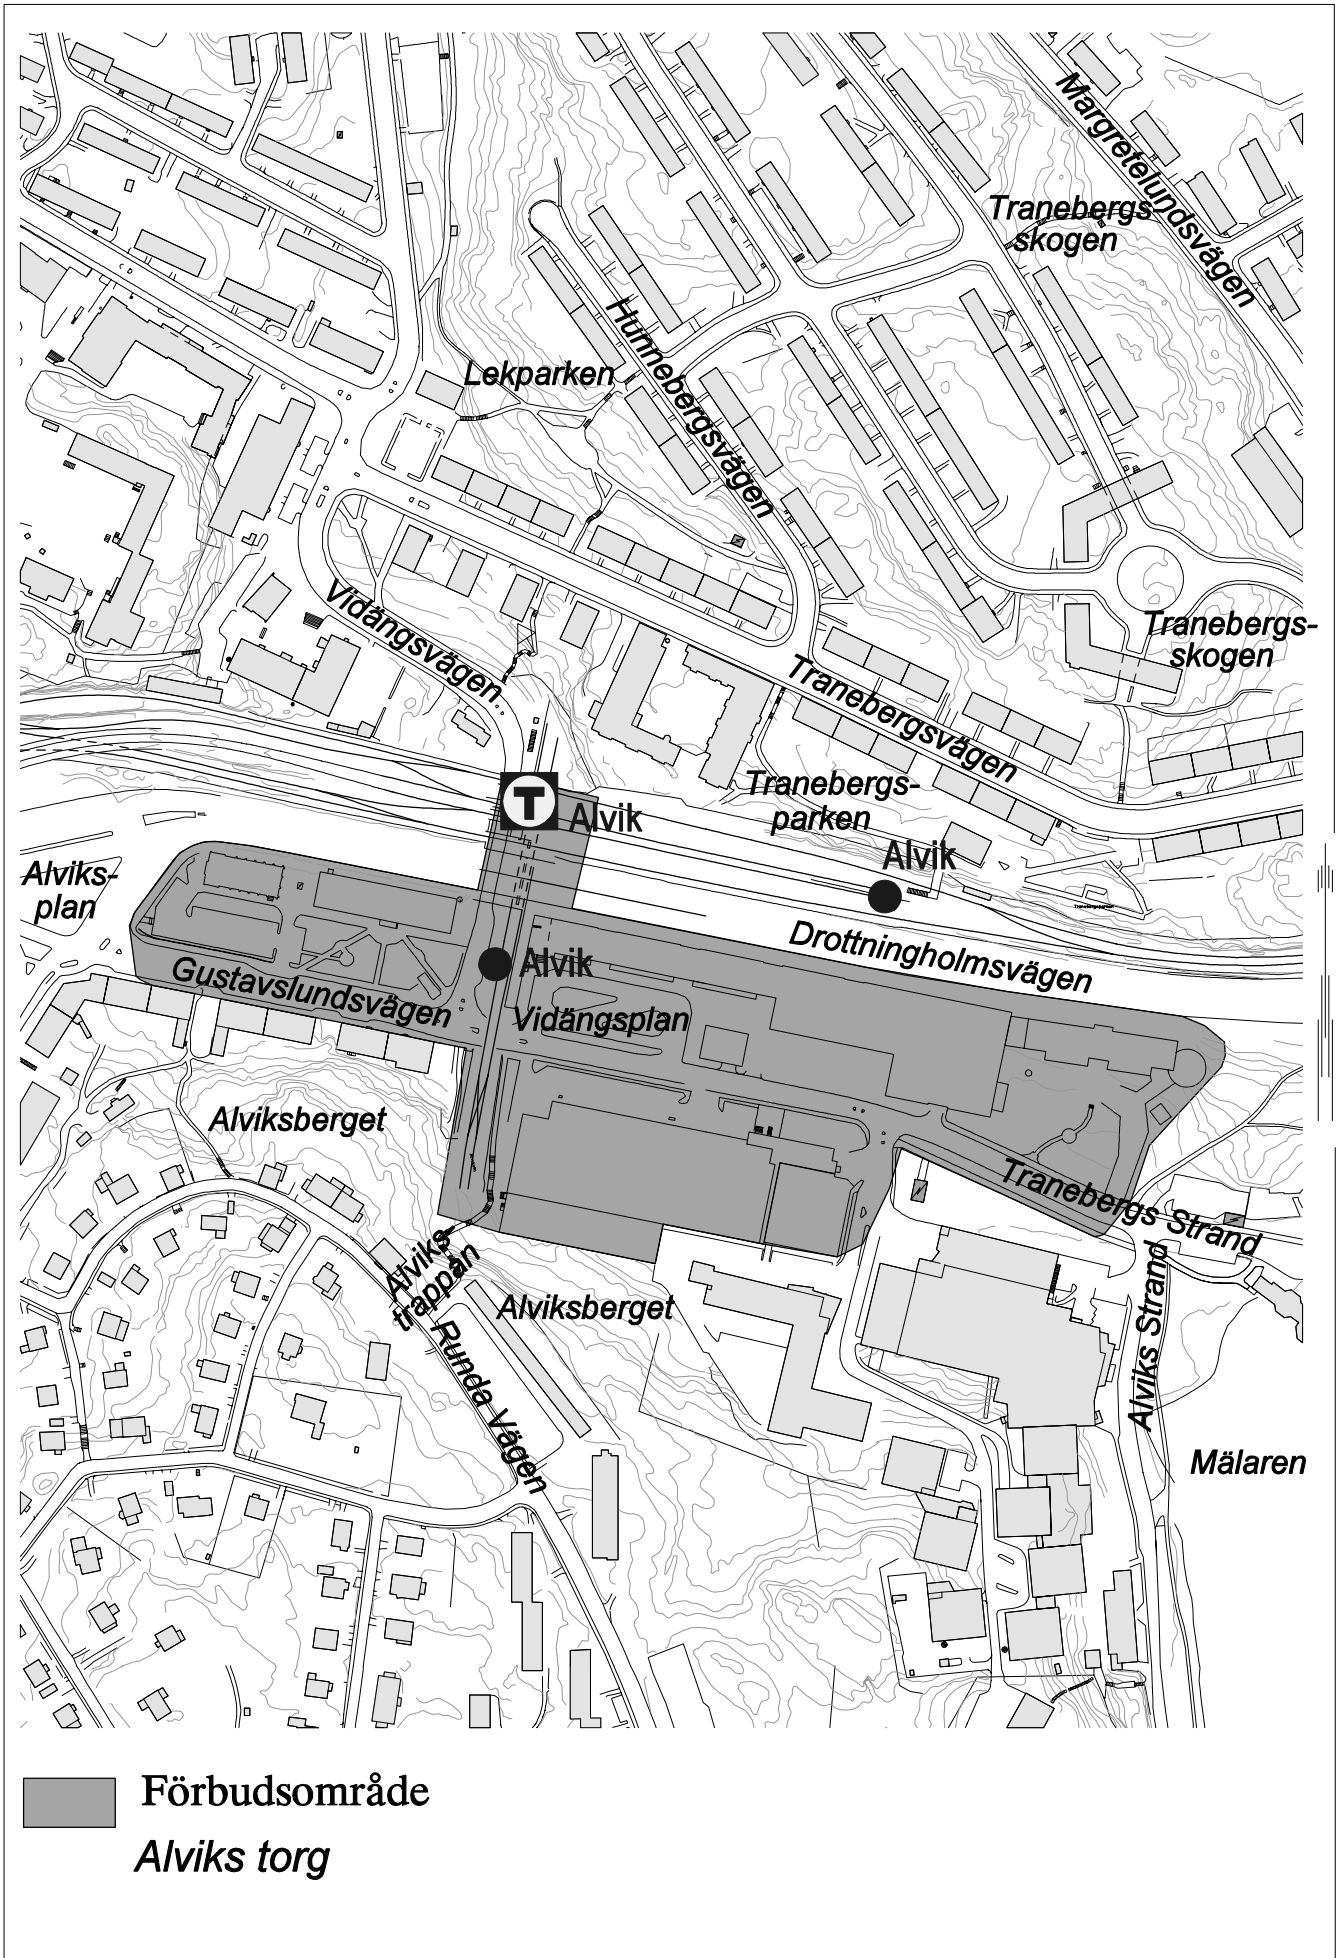 Margretelundsvägen
Tranebergs-
skogen
Hunnebergsvägen
Lekparken
Vidängsvägen
Tranebergs-
skogen
Tranebergsvägen
T
Alvik
Tranebergs-
parken
Alvik
Alviks-
plan
Drottningholmsvägen
Alvik
Gustavslundsvägen
Vidängsplan
Alviksberget
Tranebergs Strand
Alviks
trappan
Alviksberget
Alviks Strand
Runda Vägen
Mälaren
Förbudsområde
Alviks torg